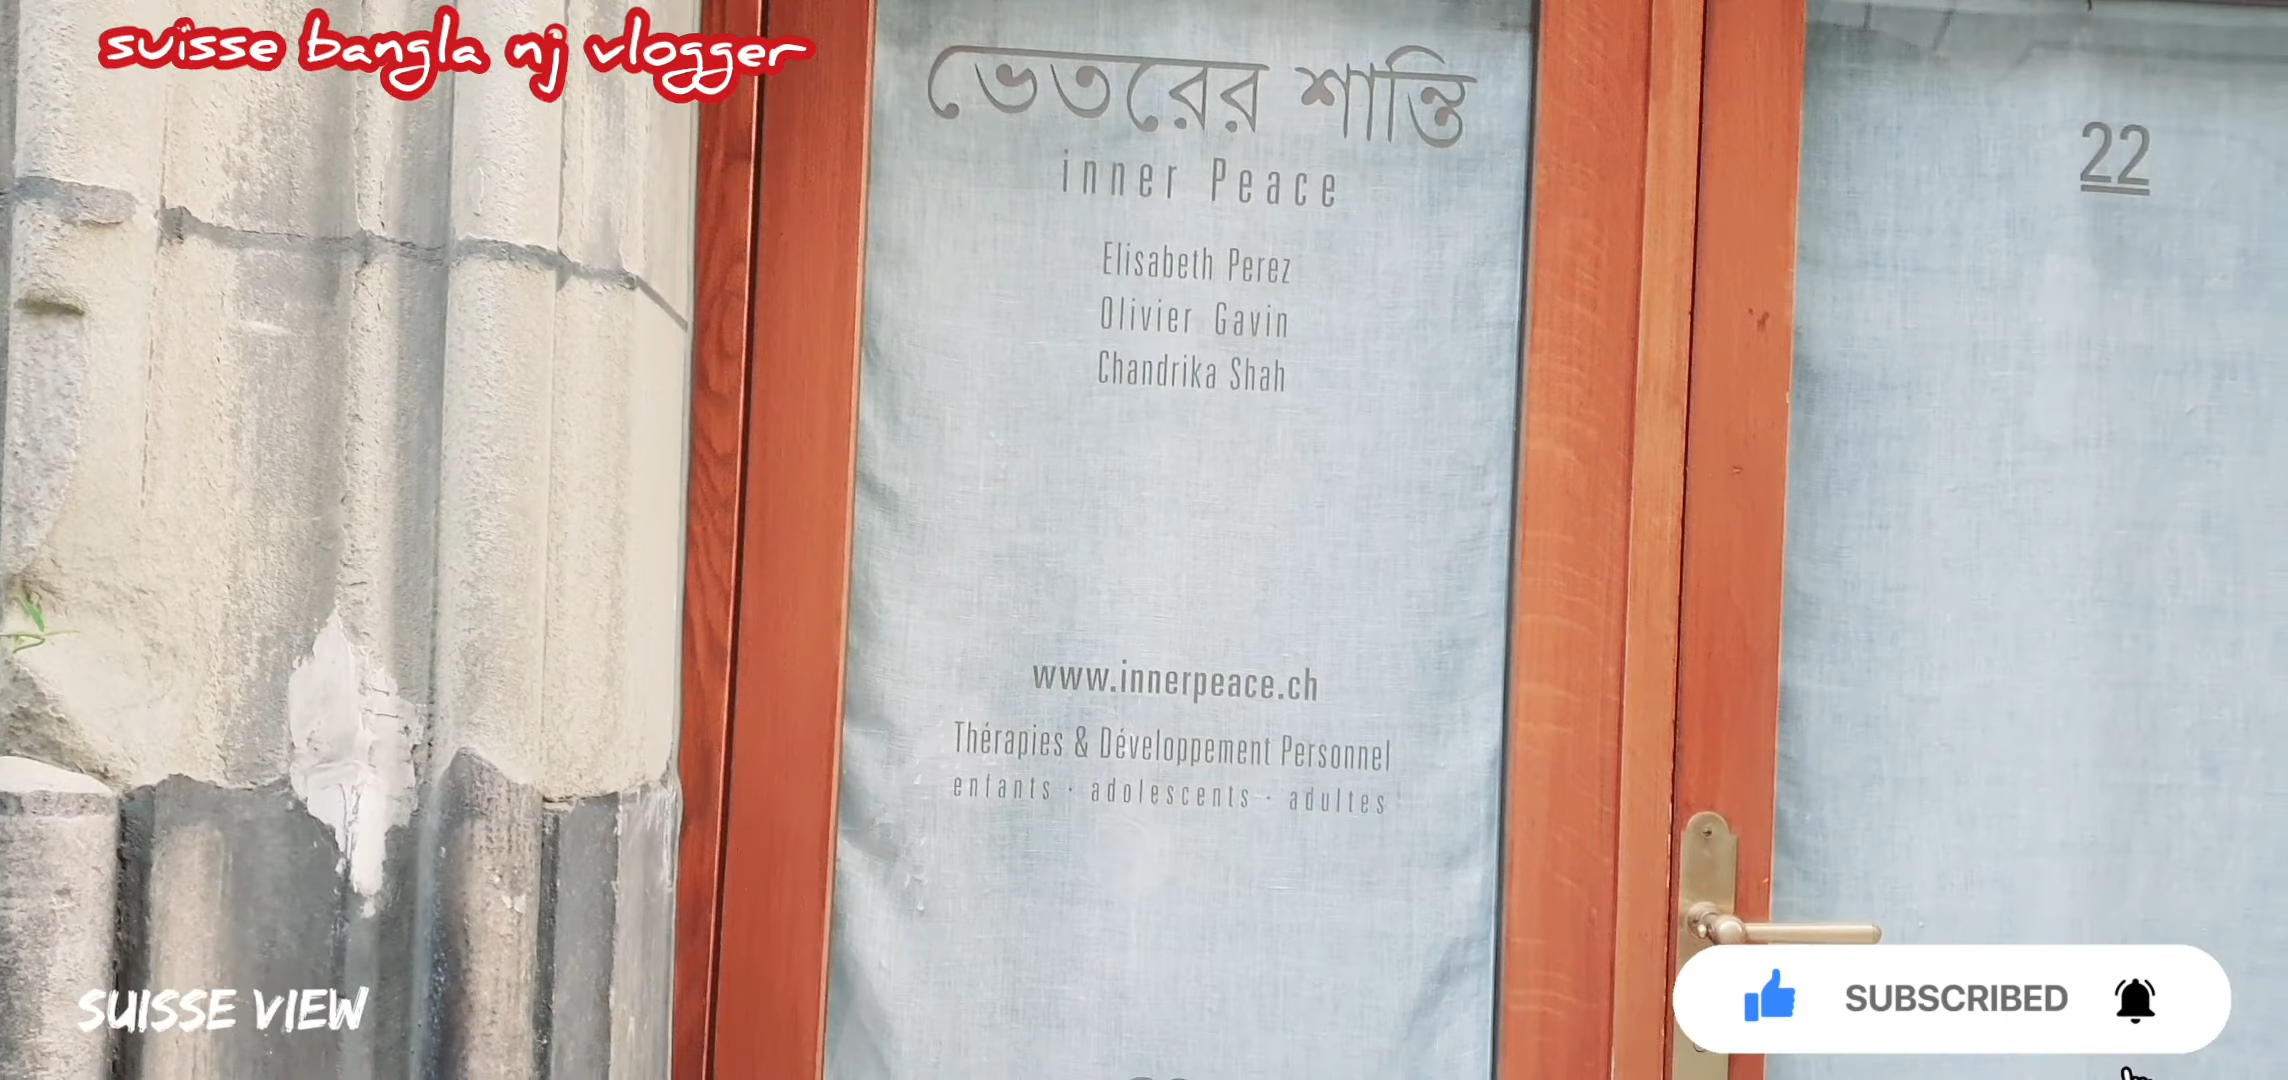 suisse bangla nj vlogger
ভেতরের শান্তি
inner Peace
Elisabeth Perez
Olivier Gavin
Chandrika Shah
22
www.innerpeace.ch
Thérapies & Développement Personnel
enfants · adolescents · adultes
SUISSE VIEW
SUBSCRIBED